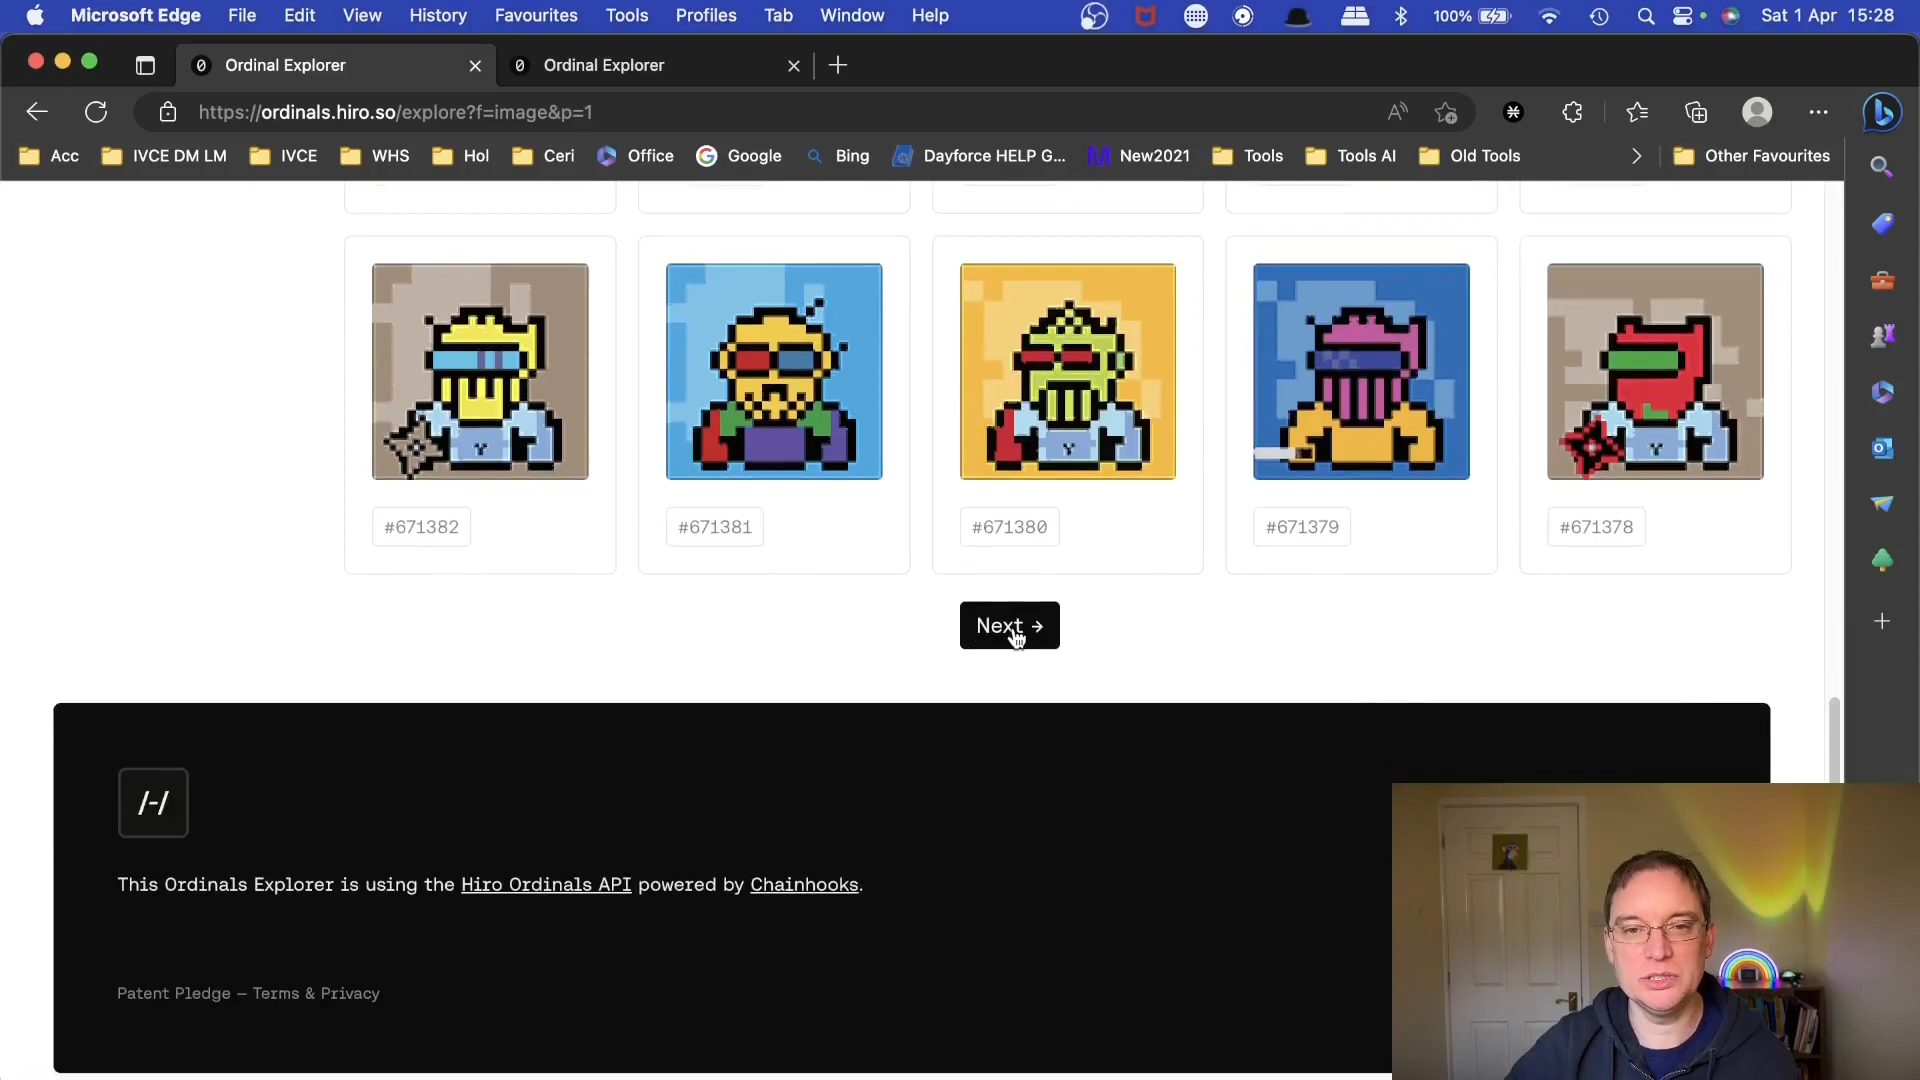 Microsoft Edge File Edit View History Favourites Tools Profiles Tab Window Help 100% Sat 1 Apr 15:28
Ordinal Explorer Ordinal Explorer
https://ordinals.hiro.so/explore?f=image&p=1
Acc IVCE DM LM IVCE WHS Hol Ceri Office Google Bing Dayforce HELP G... New2021 Tools Tools AI Old Tools Other Favourites
#671382 #671381 #671380 #671379 #671378
Next →
/-/
This Ordinals Explorer is using the Hiro Ordinals API powered by Chainhooks.
Patent Pledge — Terms & Privacy